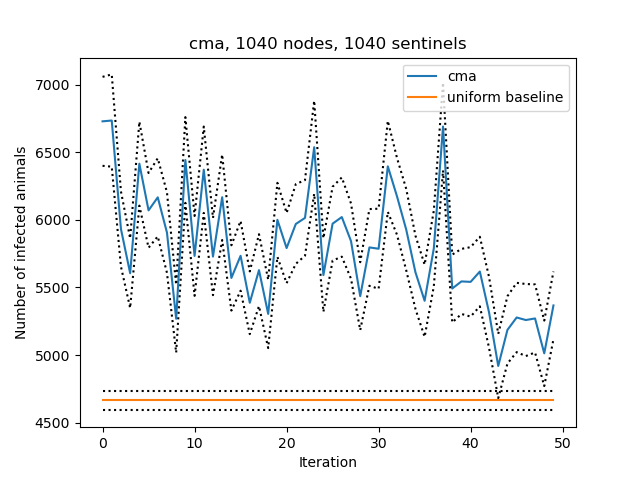 cma, 1040 nodes, 1040 sentinels
cma
uniform baseline
Number of infected animals
7000
6500
6000
5500
5000
4500
0
10
20
30
40
50
Iteration